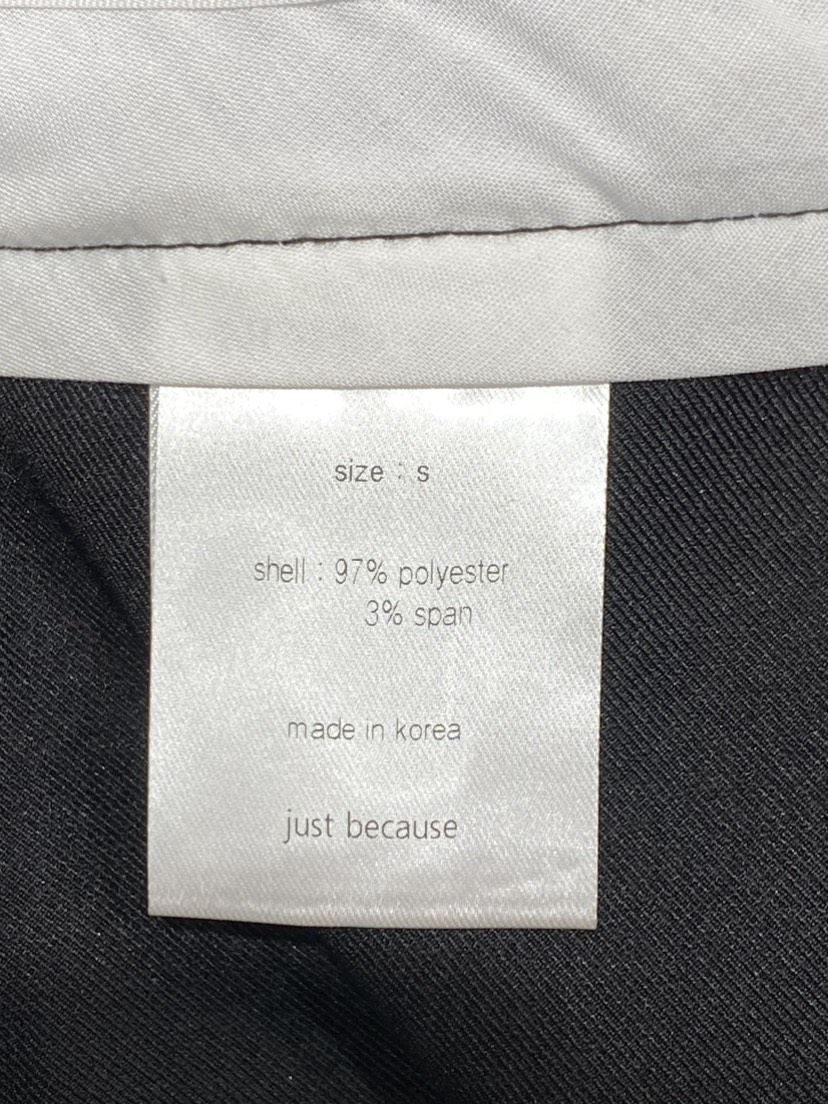 size : s
shell : 97% polyester
3% span
made in korea
just because